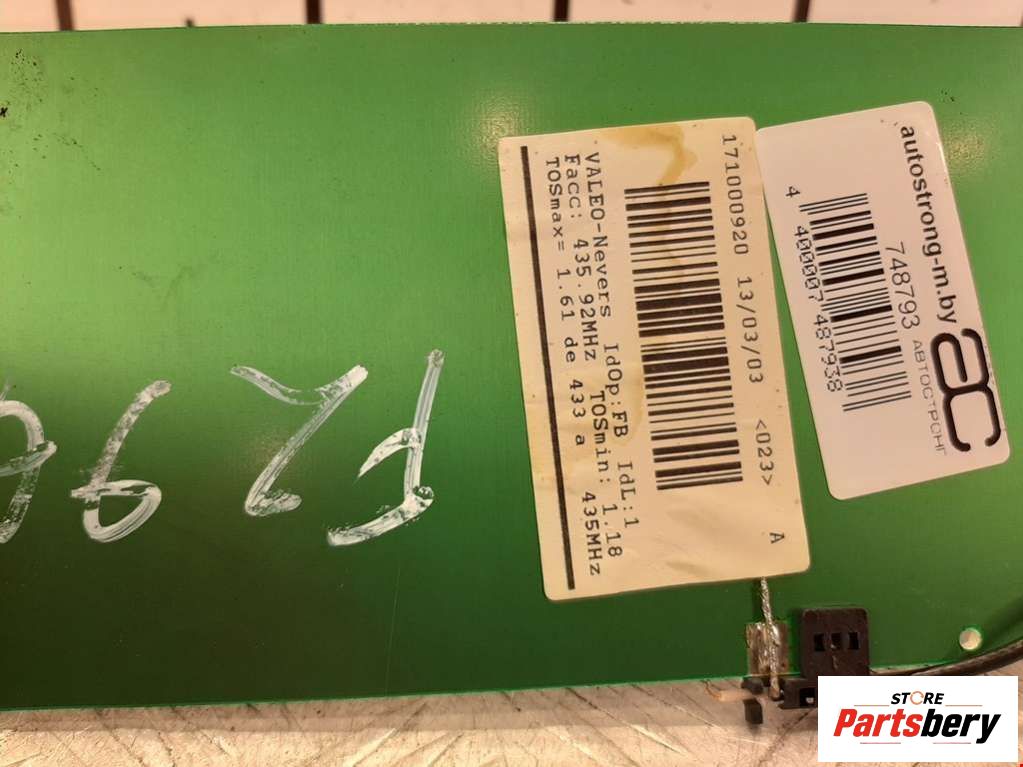 171000920 13/03/03 <023> A
VALEO-Nevers IdOp:FB IdL:1
Facc: 435.92MHz TOSmin: 1.18
TOSmax= 1.61 de 433 a 435MHz
autostrong-m.by
748793
4 400007 487938
ac
АВТОСТРОНГ
STORE
Partsbery